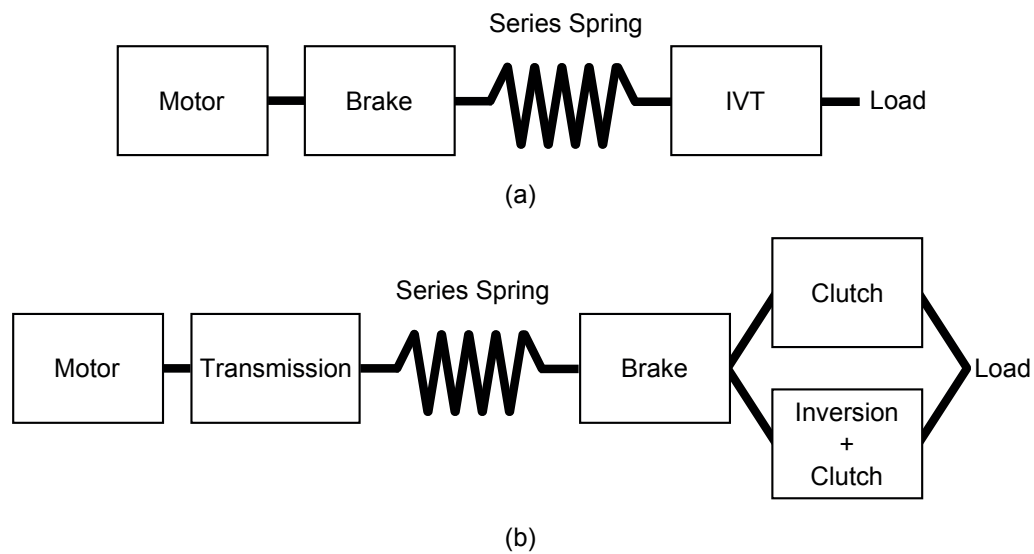 Series Spring
Motor
Brake
IVT
Load
(a)
Series Spring
Clutch
Motor
Transmission
Brake
Load
Inversion
+
Clutch
(b)